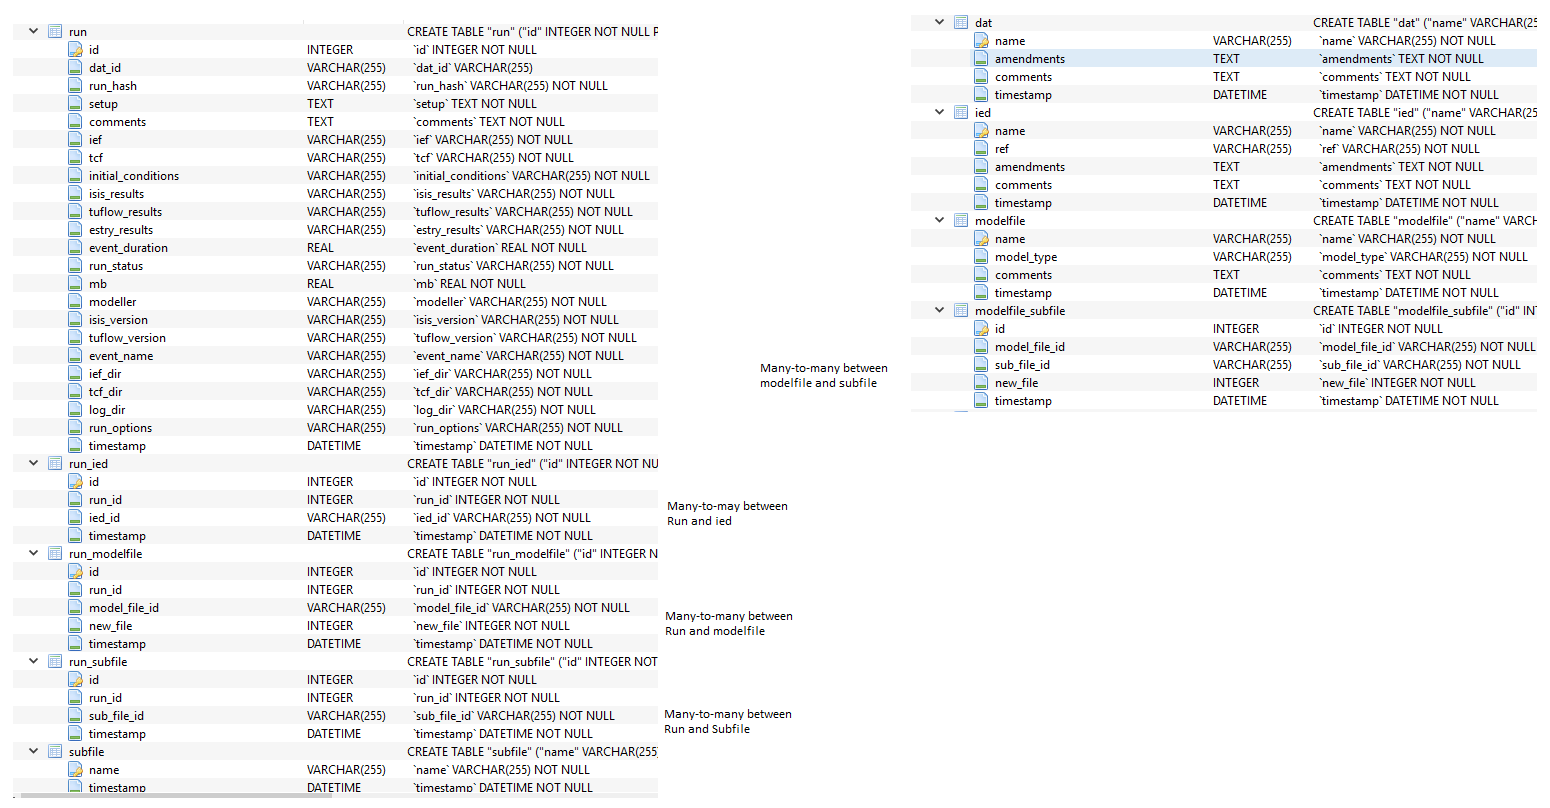 run CREATE TABLE "run" ("id" INTEGER NOT NULL P
id INTEGER `id` INTEGER NOT NULL
dat_id VARCHAR(255) `dat_id` VARCHAR(255)
run_hash VARCHAR(255) `run_hash` VARCHAR(255) NOT NULL
setup TEXT `setup` TEXT NOT NULL
comments TEXT `comments` TEXT NOT NULL
ief VARCHAR(255) `ief` VARCHAR(255) NOT NULL
tcf VARCHAR(255) `tcf` VARCHAR(255) NOT NULL
initial_conditions VARCHAR(255) `initial_conditions` VARCHAR(255) NOT NULL
isis_results VARCHAR(255) `isis_results` VARCHAR(255) NOT NULL
tuflow_results VARCHAR(255) `tuflow_results` VARCHAR(255) NOT NULL
estry_results VARCHAR(255) `estry_results` VARCHAR(255) NOT NULL
event_duration REAL `event_duration` REAL NOT NULL
run_status VARCHAR(255) `run_status` VARCHAR(255) NOT NULL
mb REAL `mb` REAL NOT NULL
modeller VARCHAR(255) `modeller` VARCHAR(255) NOT NULL
isis_version VARCHAR(255) `isis_version` VARCHAR(255) NOT NULL
tuflow_version VARCHAR(255) `tuflow_version` VARCHAR(255) NOT NULL
event_name VARCHAR(255) `event_name` VARCHAR(255) NOT NULL
ief_dir VARCHAR(255) `ief_dir` VARCHAR(255) NOT NULL
tcf_dir VARCHAR(255) `tcf_dir` VARCHAR(255) NOT NULL
log_dir VARCHAR(255) `log_dir` VARCHAR(255) NOT NULL
run_options VARCHAR(255) `run_options` VARCHAR(255) NOT NULL
timestamp DATETIME `timestamp` DATETIME NOT NULL
run_ied CREATE TABLE "run_ied" ("id" INTEGER NOT NU
id INTEGER `id` INTEGER NOT NULL
run_id INTEGER `run_id` INTEGER NOT NULL
ied_id VARCHAR(255) `ied_id` VARCHAR(255) NOT NULL
timestamp DATETIME `timestamp` DATETIME NOT NULL
Many-to-may between
Run and ied
run_modelfile CREATE TABLE "run_modelfile" ("id" INTEGER N
id INTEGER `id` INTEGER NOT NULL
run_id INTEGER `run_id` INTEGER NOT NULL
model_file_id VARCHAR(255) `model_file_id` VARCHAR(255) NOT NULL
new_file INTEGER `new_file` INTEGER NOT NULL
timestamp DATETIME `timestamp` DATETIME NOT NULL
Many-to-many between
Run and modelfile
run_subfile CREATE TABLE "run_subfile" ("id" INTEGER NOT
id INTEGER `id` INTEGER NOT NULL
run_id INTEGER `run_id` INTEGER NOT NULL
sub_file_id VARCHAR(255) `sub_file_id` VARCHAR(255) NOT NULL
timestamp DATETIME `timestamp` DATETIME NOT NULL
Many-to-many between
Run and Subfile
subfile CREATE TABLE "subfile" ("name" VARCHAR(255)
name VARCHAR(255) `name` VARCHAR(255) NOT NULL
timestamp DATETIME `timestamp` DATETIME NOT NULL
dat CREATE TABLE "dat" ("name" VARCHAR(25
name VARCHAR(255) `name` VARCHAR(255) NOT NULL
amendments TEXT `amendments` TEXT NOT NULL
comments TEXT `comments` TEXT NOT NULL
timestamp DATETIME `timestamp` DATETIME NOT NULL
ied CREATE TABLE "ied" ("name" VARCHAR(25
name VARCHAR(255) `name` VARCHAR(255) NOT NULL
ref VARCHAR(255) `ref` VARCHAR(255) NOT NULL
amendments TEXT `amendments` TEXT NOT NULL
comments TEXT `comments` TEXT NOT NULL
timestamp DATETIME `timestamp` DATETIME NOT NULL
modelfile CREATE TABLE "modelfile" ("name" VARCH
name VARCHAR(255) `name` VARCHAR(255) NOT NULL
model_type VARCHAR(255) `model_type` VARCHAR(255) NOT NULL
comments TEXT `comments` TEXT NOT NULL
timestamp DATETIME `timestamp` DATETIME NOT NULL
modelfile_subfile CREATE TABLE "modelfile_subfile" ("id" IN
id INTEGER `id` INTEGER NOT NULL
model_file_id VARCHAR(255) `model_file_id` VARCHAR(255) NOT NULL
sub_file_id VARCHAR(255) `sub_file_id` VARCHAR(255) NOT NULL
new_file INTEGER `new_file` INTEGER NOT NULL
timestamp DATETIME `timestamp` DATETIME NOT NULL
Many-to-many between
modelfile and subfile